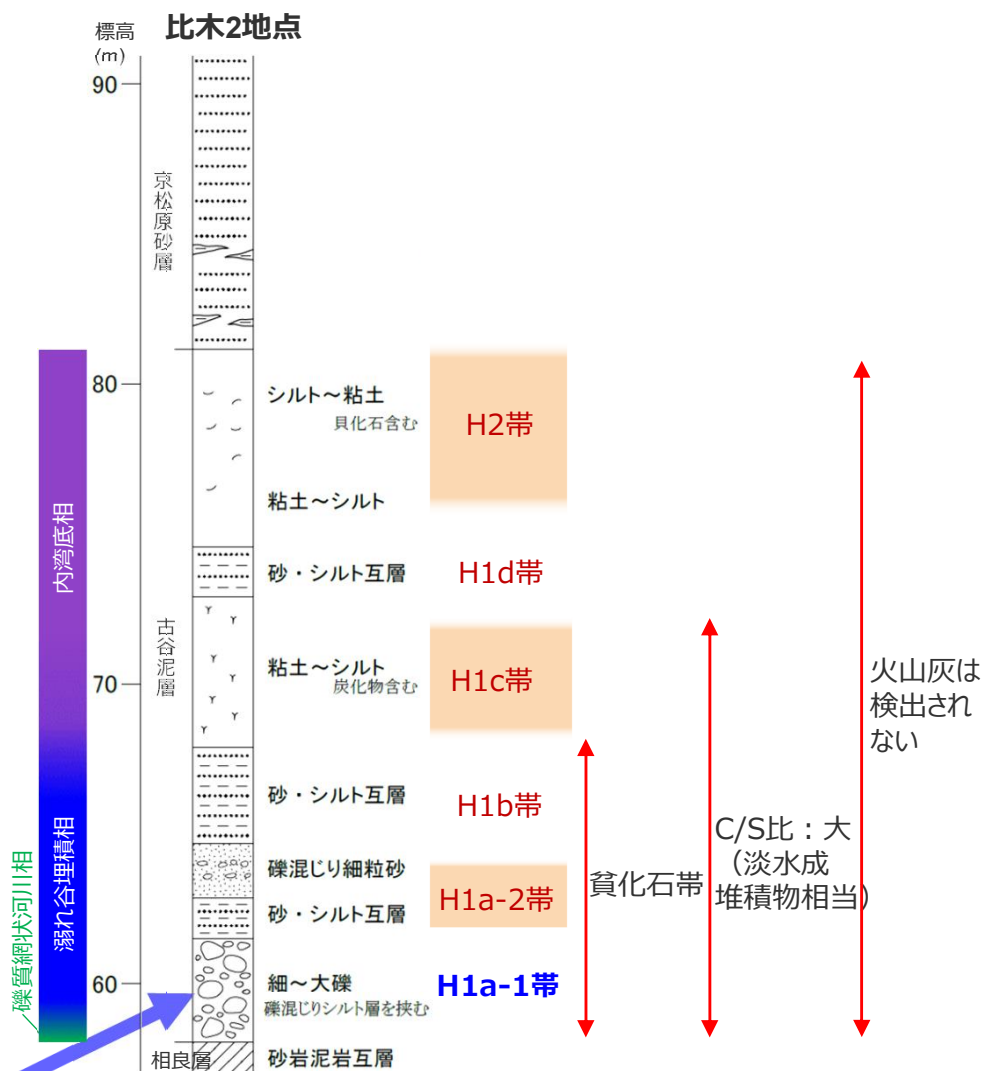 比木2地点
標高
(m)
90
京松原砂層
80
シルト～粘土
貝化石含む
H2帯
粘土～シルト
内湾底相
砂・シルト互層
H1d帯
古谷泥層
70
粘土～シルト
炭化物含む
H1c帯
火山灰は
検出され
ない
砂・シルト互層
H1b帯
C/S比：大
（淡水成
堆積物相当）
礫混じり細粒砂
H1a-2帯
貧化石帯
砂・シルト互層
溺れ谷埋積相
礫質網状河川相
60
細～大礫
礫混じりシルト層を挟む
H1a-1帯
相良層
砂岩泥岩互層